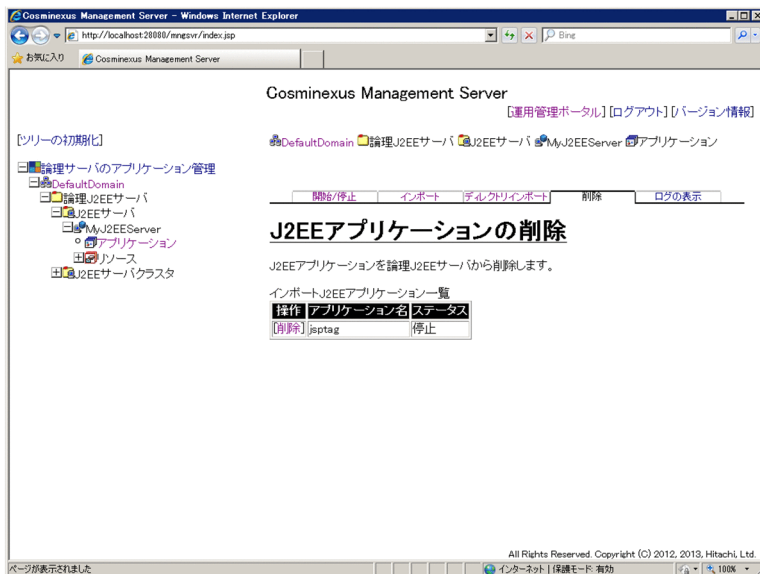 Cosminexus Management Server - Windows Internet Explorer
http://localhost:28080/mngsvr/index.jsp
Bing
お気に入り
Cosminexus Management Server
Cosminexus Management Server
[運用管理ポータル] [ログアウト] [バージョン情報]
[ツリーの初期化]
DefaultDomain 論理J2EEサーバ J2EEサーバ MyJ2EEServer アプリケーション
論理サーバのアプリケーション管理
DefaultDomain
論理J2EEサーバ
J2EEサーバ
MyJ2EEServer
アプリケーション
リソース
J2EEサーバクラスタ
開始/停止 インポート ディレクトリインポート 削除 ログの表示
J2EEアプリケーションの削除
J2EEアプリケーションを論理J2EEサーバから削除します。
インポートJ2EEアプリケーション一覧
操作 アプリケーション名 ステータス
[削除] jsptag 停止
All Rights Reserved. Copyright (C) 2012, 2013, Hitachi, Ltd.
ページが表示されました
インターネット | 保護モード: 有効
100%